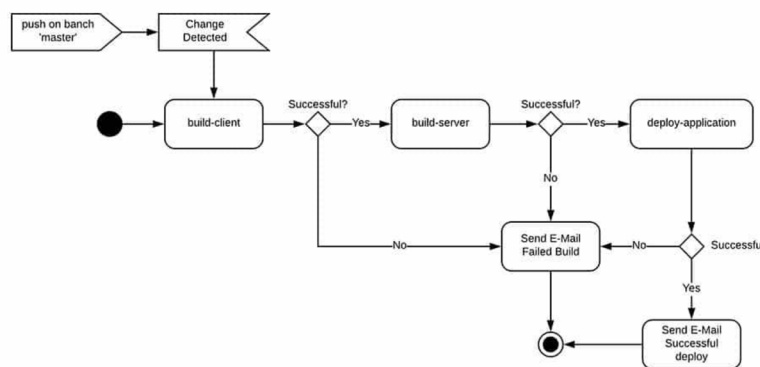 push on banch
'master'
Change
Detected
build-client
Successful?
Yes
build-server
Successful?
Yes
deploy-application
No
No
Send E-Mail
Failed Build
No
Successful
Yes
Send E-Mail
Successful
deploy